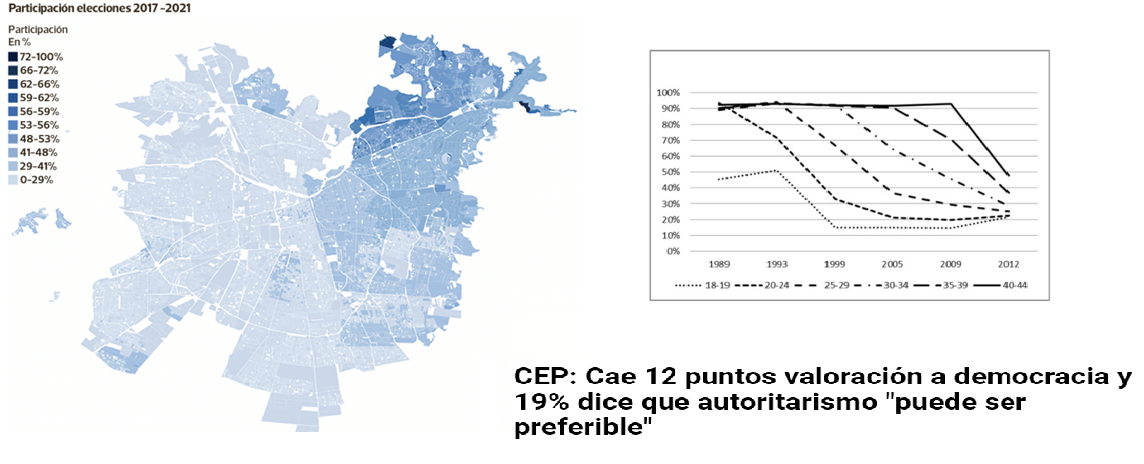 Participación elecciones 2017 -2021
Participación
En %
72-100%
66-72%
62-66%
59-62%
56-59%
53-56%
48-53%
41-48%
29-41%
0-29%
100%
90%
80%
70%
60%
50%
40%
30%
20%
10%
0%
1989 1993 1999 2005 2009 2012
18-19 20-24 25-29 30-34 35-39 40-44
CEP: Cae 12 puntos valoración a democracia y
19% dice que autoritarismo "puede ser
preferible"